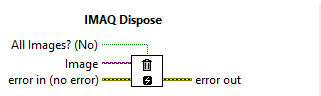 IMAQ Dispose
All Images? (No)
Image
error in (no error)
error out